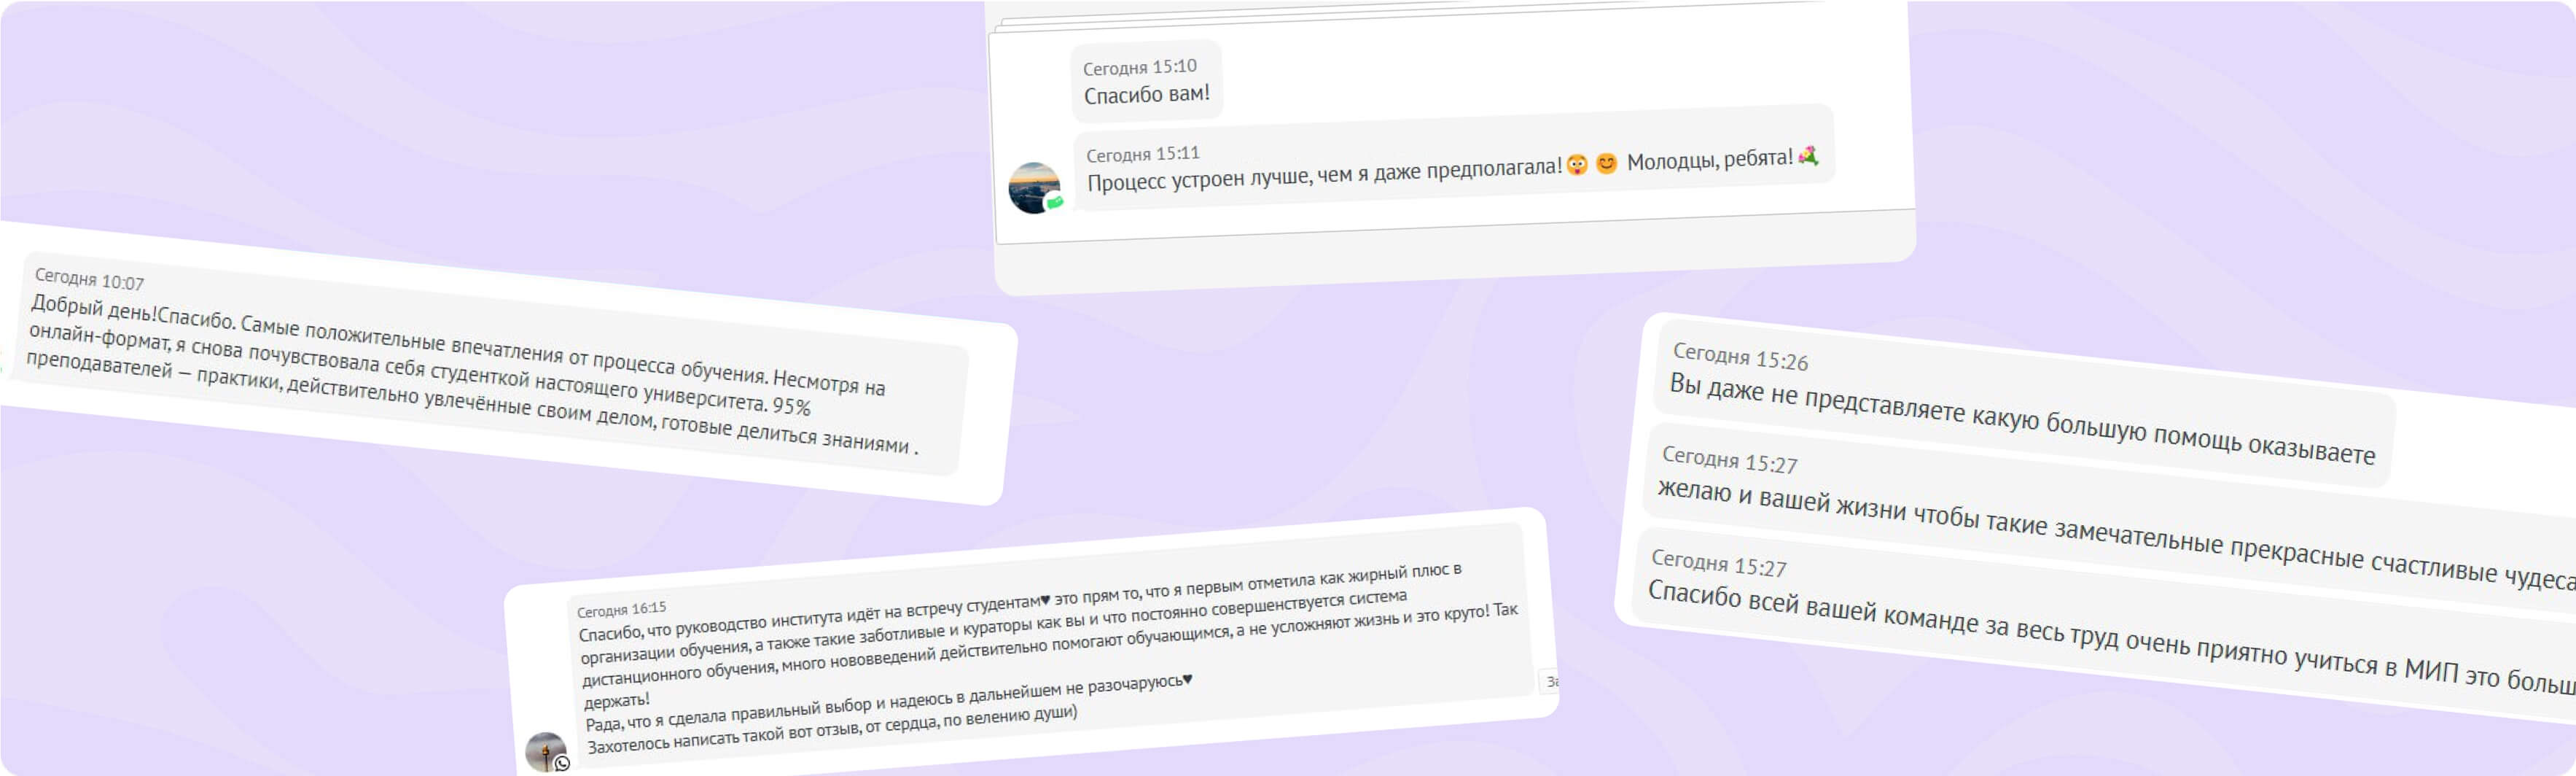 Сегодня 15:10
Спасибо вам!
Сегодня 15:11
Процесс устроен лучше, чем я даже предполагала!😳 😊 Молодцы, ребята!💐
Сегодня 10:07
Добрый день!Спасибо. Самые положительные впечатления от процесса обучения. Несмотря на
онлайн-формат, я снова почувствовала себя студенткой настоящего университета. 95%
преподавателей — практики, действительно увлечённые своим делом, готовые делиться знаниями .
Сегодня 15:26
Вы даже не представляете какую большую помощь оказываете
Сегодня 15:27
желаю и вашей жизни чтобы такие замечательные прекрасные счастливые чудеса
Сегодня 15:27
Спасибо всей вашей команде за весь труд очень приятно учиться в МИП это больш
Сегодня 16:15
Спасибо, что руководство института идёт на встречу студентам♥ это прям то, что я первым отметила как жирный плюс в
организации обучения, а также такие заботливые и кураторы как вы и что постоянно совершенствуется система
дистанционного обучения, много нововведений действительно помогают обучающимся, а не усложняют жизнь и это круто! Так
держать!
Рада, что я сделала правильный выбор и надеюсь в дальнейшем не разочаруюсь♥
Захотелось написать такой вот отзыв, от сердца, по велению души)
За